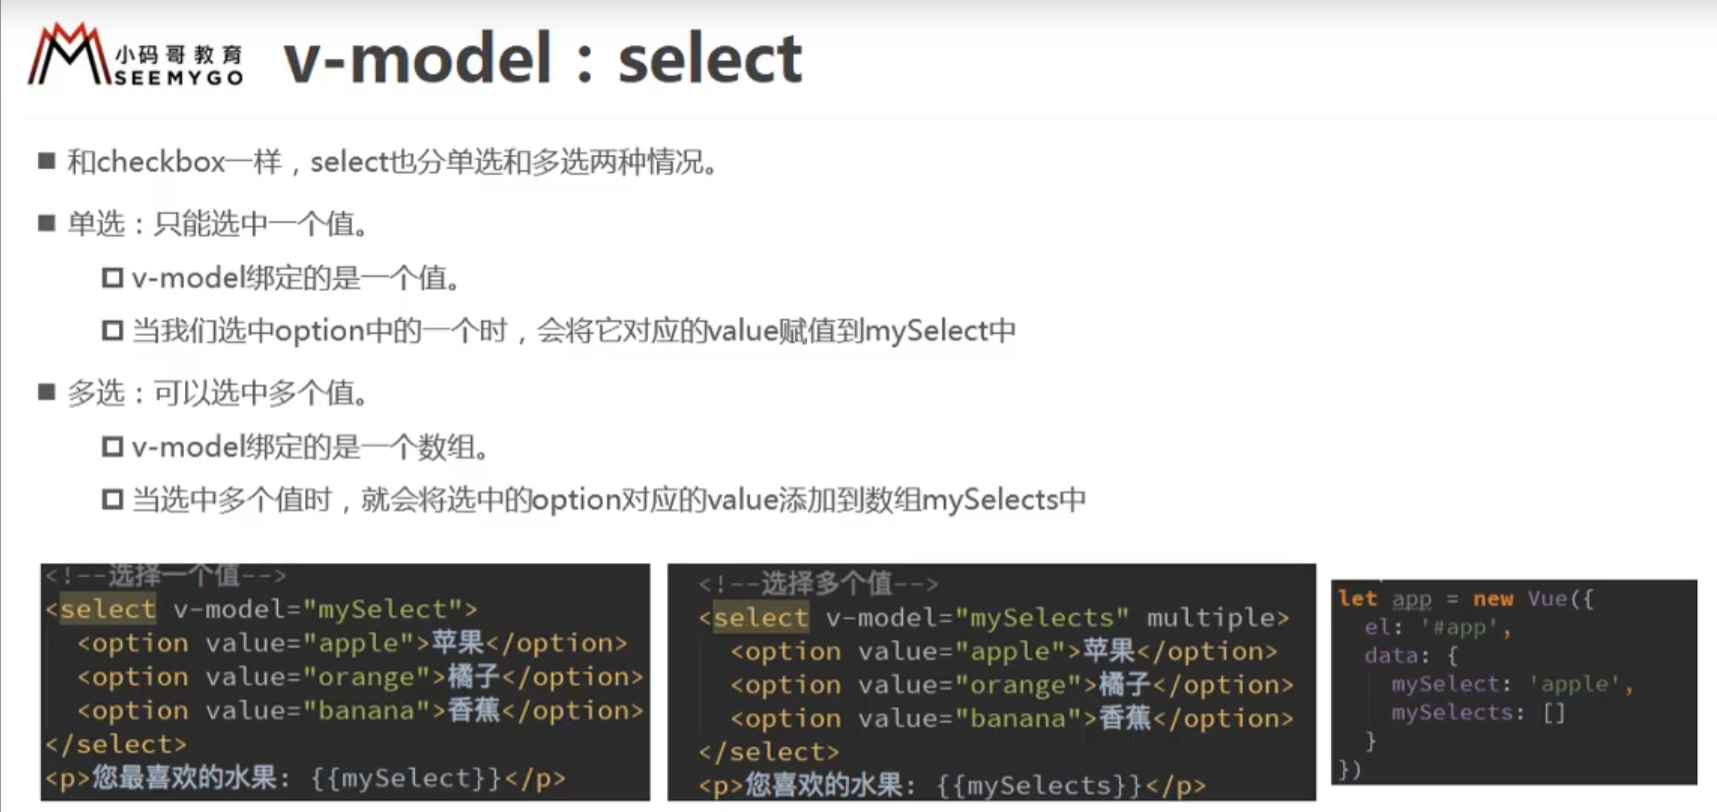 小码哥教育
SEEMYGO
v-model：select
和checkbox一样，select也分单选和多选两种情况。
单选：只能选中一个值。
v-model绑定的是一个值。
当我们选中option中的一个时，会将它对应的value赋值到mySelect中
多选：可以选中多个值。
v-model绑定的是一个数组。
当选中多个值时，就会将选中的option对应的value添加到数组mySelects中
<!--选择一个值-->
<select v-model="mySelect">
<option value="apple">苹果</option>
<option value="orange">橘子</option>
<option value="banana">香蕉</option>
</select>
<p>您最喜欢的水果: {{mySelect}}</p>
<!--选择多个值-->
<select v-model="mySelects" multiple>
<option value="apple">苹果</option>
<option value="orange">橘子</option>
<option value="banana">香蕉</option>
</select>
<p>您喜欢的水果: {{mySelects}}</p>
let app = new Vue({
el: '#app',
data: {
mySelect: 'apple',
mySelects: []
}
})